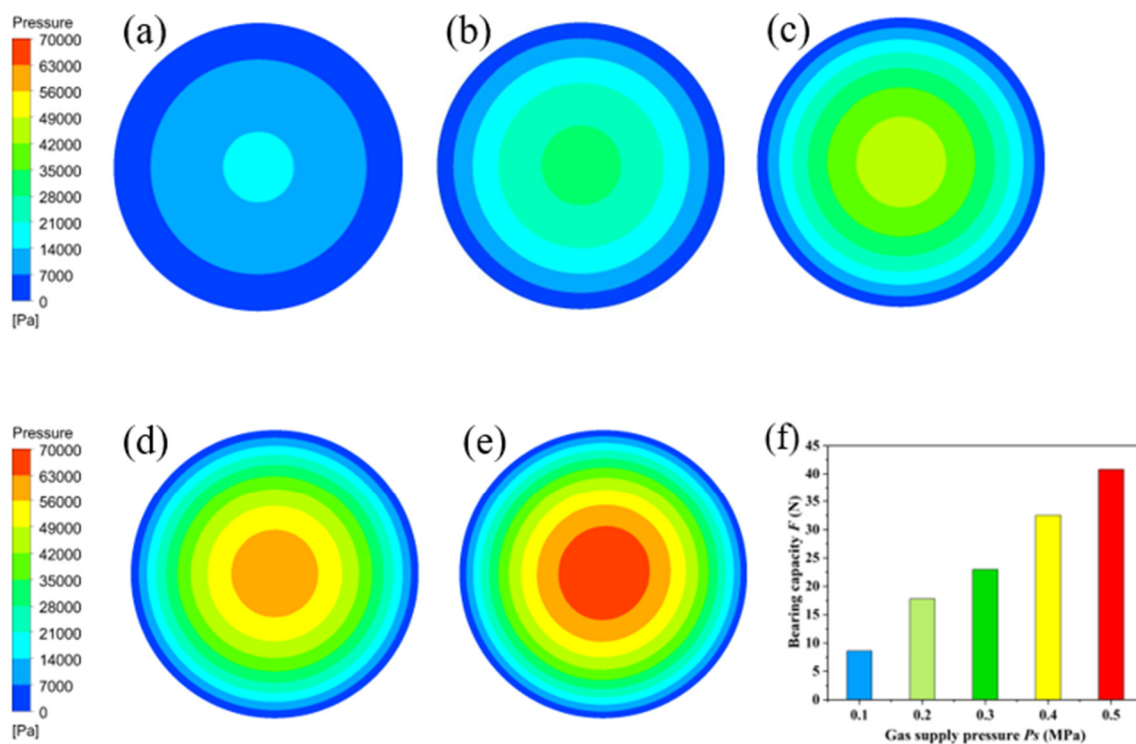 Pressure
70000
63000
56000
49000
42000
35000
28000
21000
14000
7000
0
[Pa]
(a)
(b)
(c)
Pressure
70000
63000
56000
49000
42000
35000
28000
21000
14000
7000
0
[Pa]
(d)
(e)
(f)
Bearing capacity F (N)
45
40
35
30
25
20
15
10
5
0
0.1 0.2 0.3 0.4 0.5
Gas supply pressure Ps (MPa)